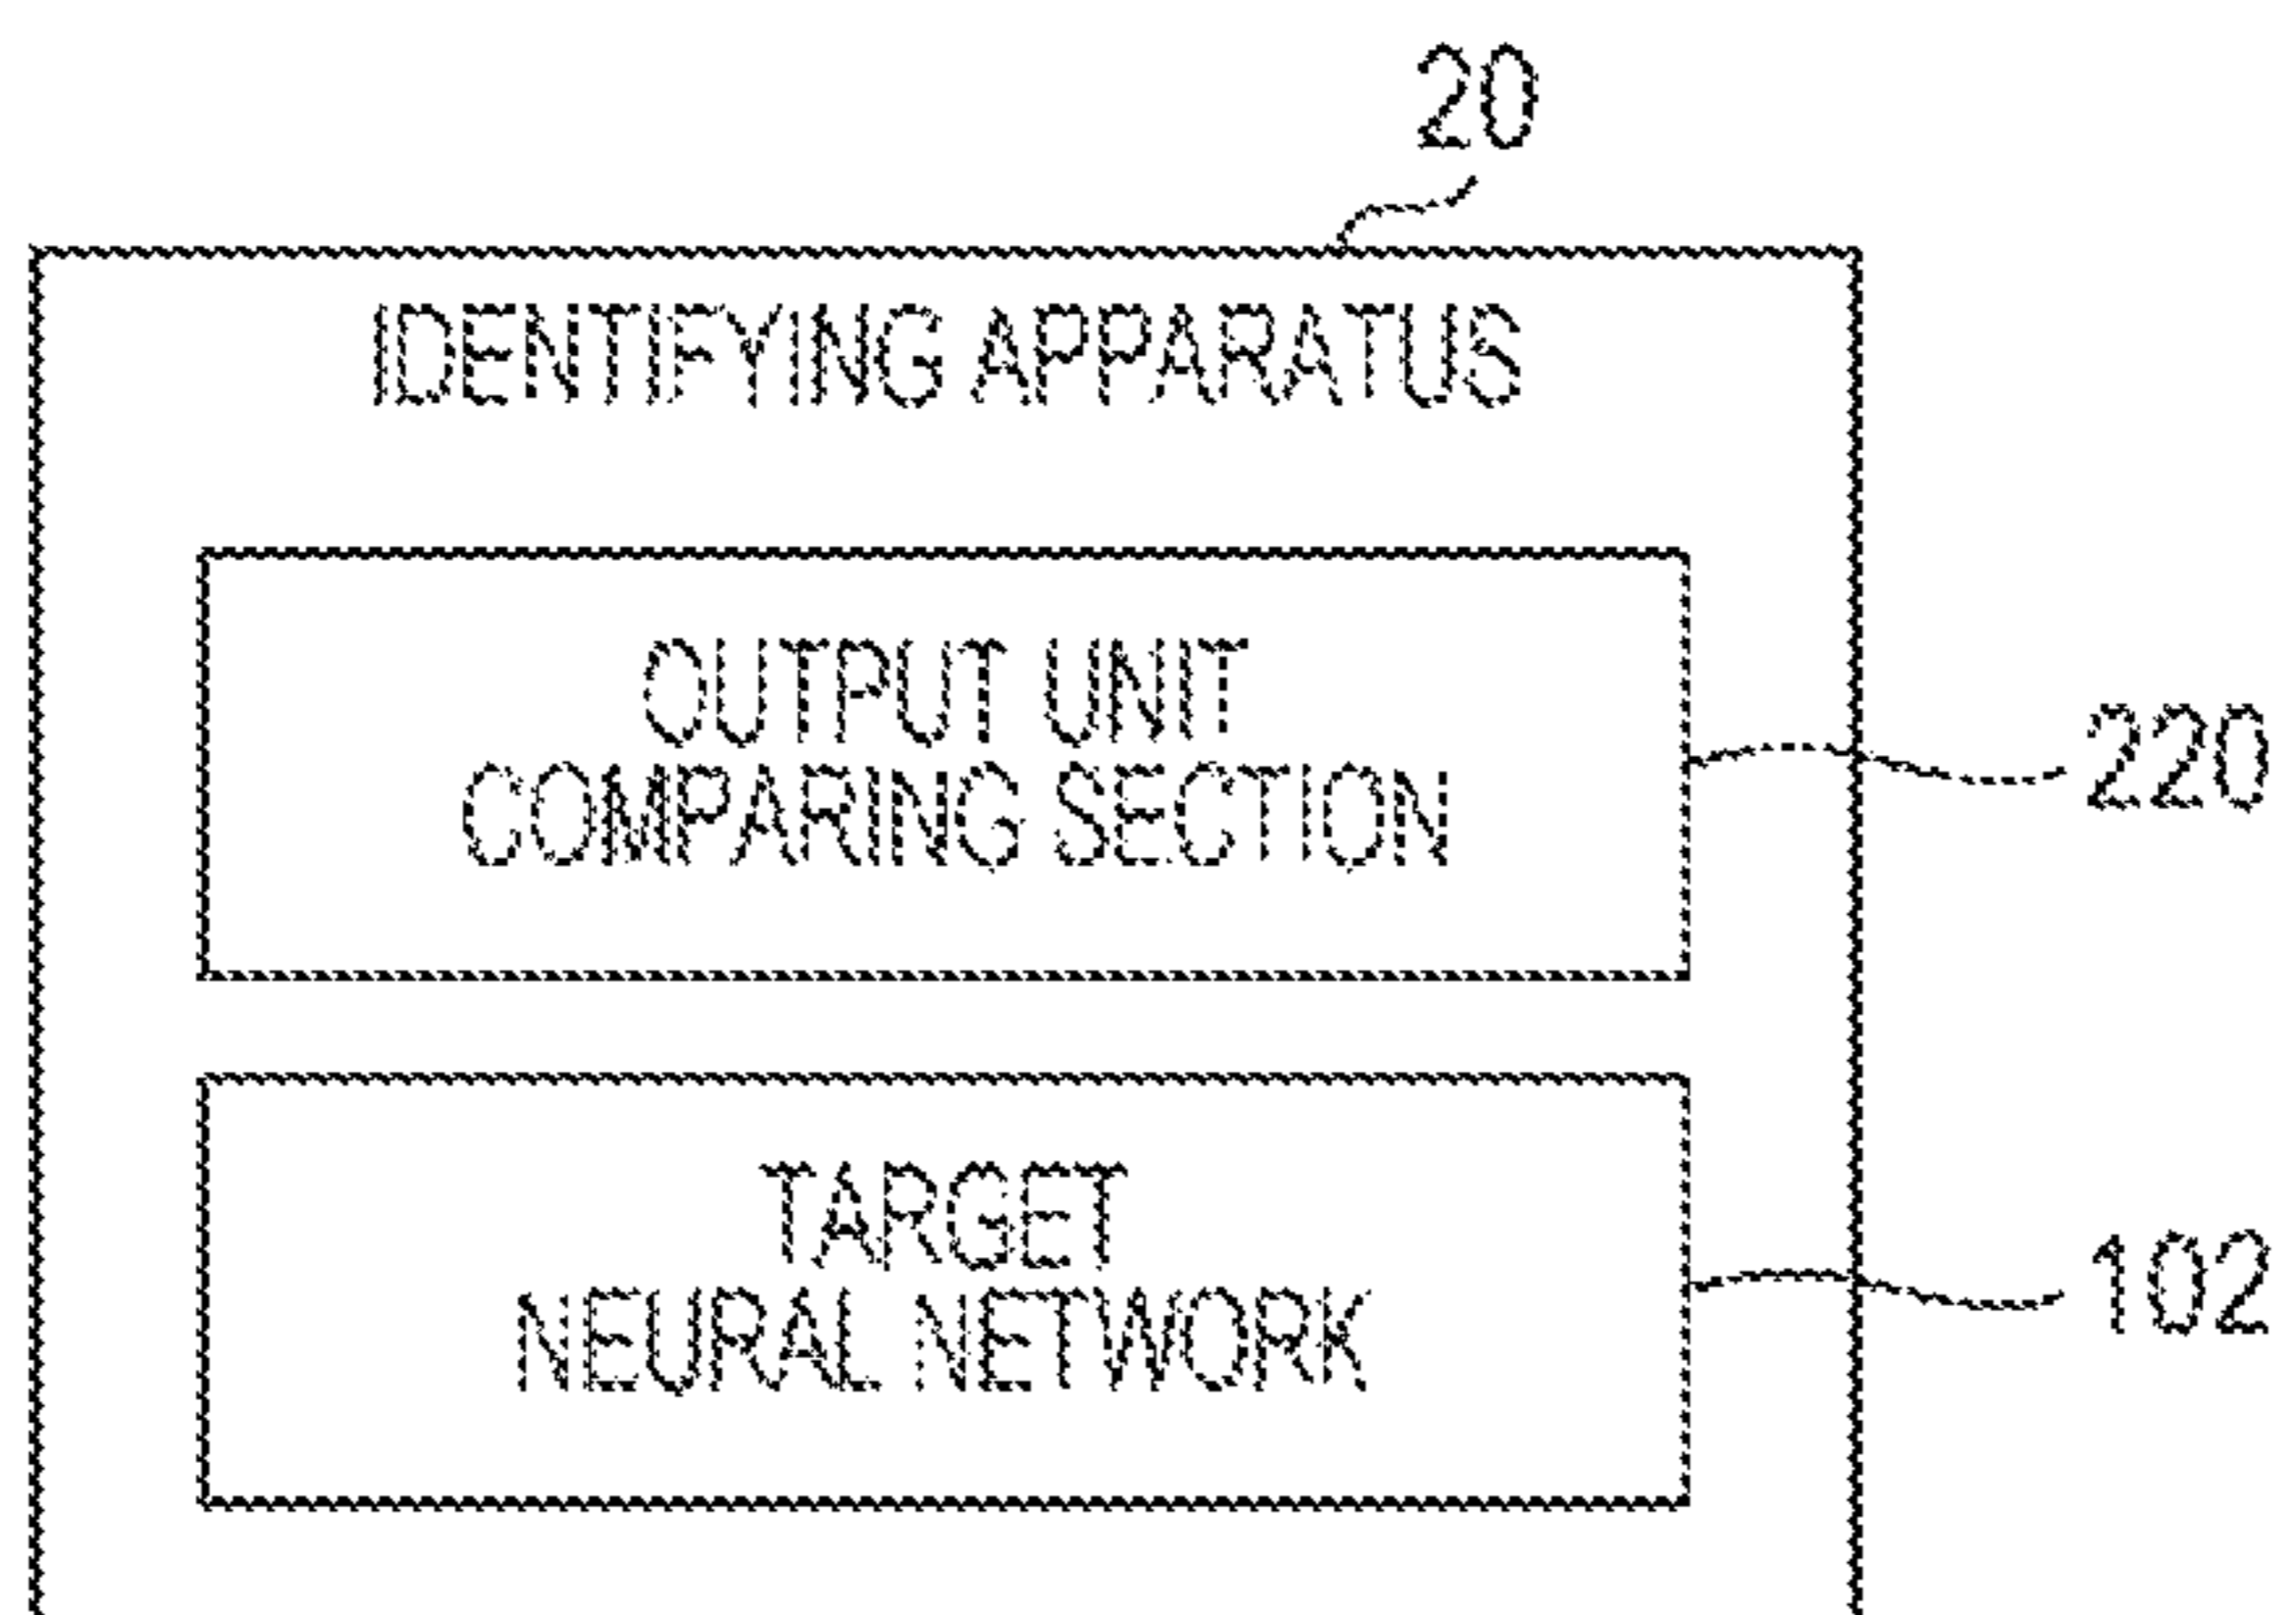 20
IDENTIFYING APPARATUS
OUTPUT UNIT
COMPARING SECTION
220
TARGET
NEURAL NETWORK
102